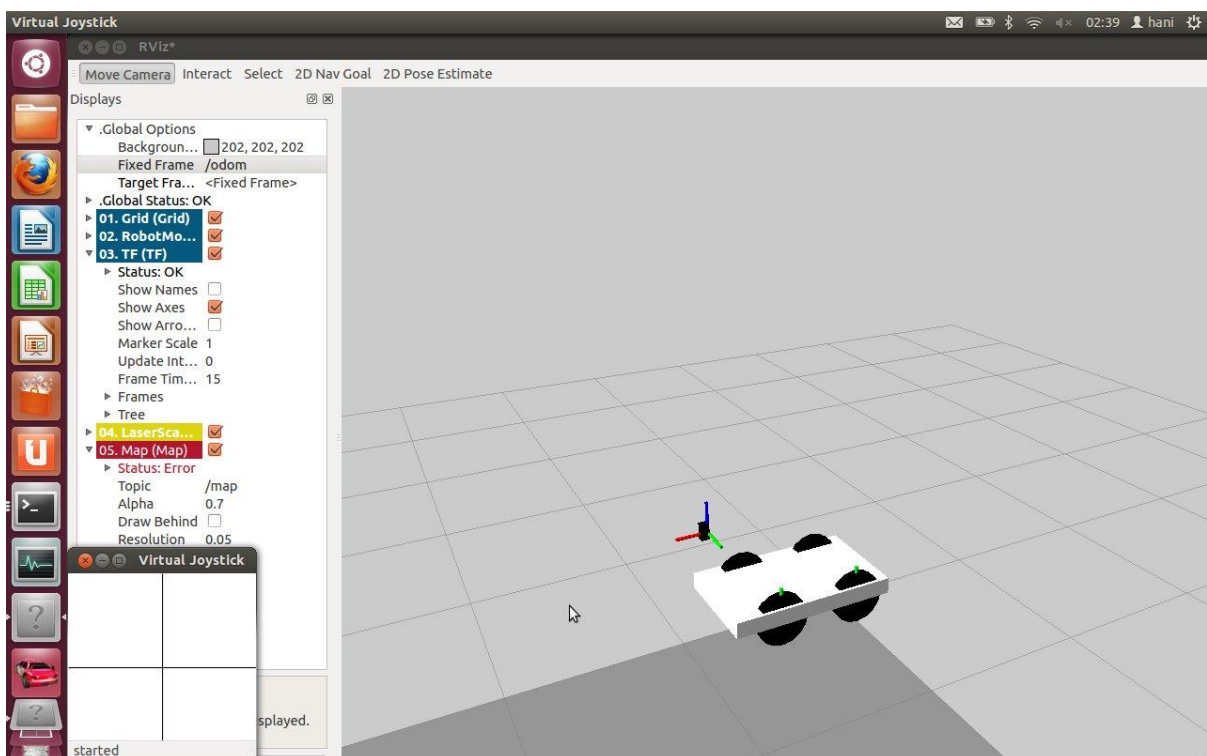 Virtual Joystick
02:39 hani
RViz*
Move Camera Interact Select 2D Nav Goal 2D Pose Estimate
Displays
.Global Options
Backgroun... 202, 202, 202
Fixed Frame /odom
Target Fra... <Fixed Frame>
.Global Status: OK
01. Grid (Grid)
02. RobotMo...
03. TF (TF)
Status: OK
Show Names
Show Axes
Show Arro...
Marker Scale 1
Update Int... 0
Frame Tim... 15
Frames
Tree
04. LaserSca...
05. Map (Map)
Status: Error
Topic /map
Alpha 0.7
Draw Behind
Resolution 0.05
Virtual Joystick
splayed.
started